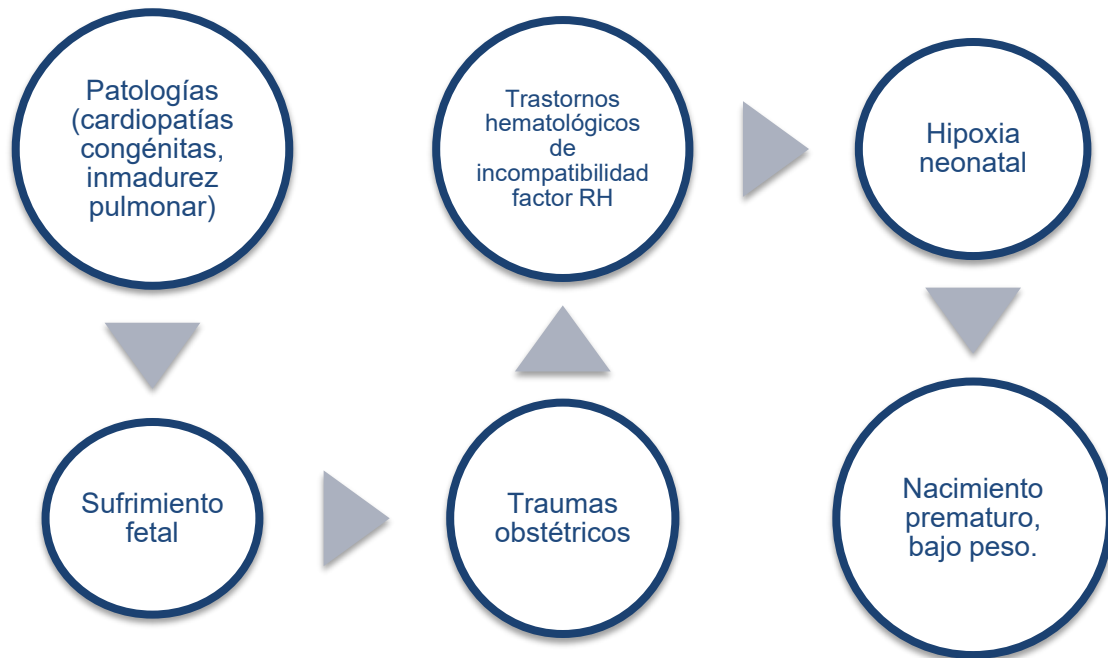 Patologías
(cardiopatías
congénitas,
inmadurez
pulmonar)
Sufrimiento
fetal
Traumas
obstétricos
Trastornos
hematológicos
de
incompatibilidad
factor RH
Hipoxia
neonatal
Nacimiento
prematuro,
bajo peso.